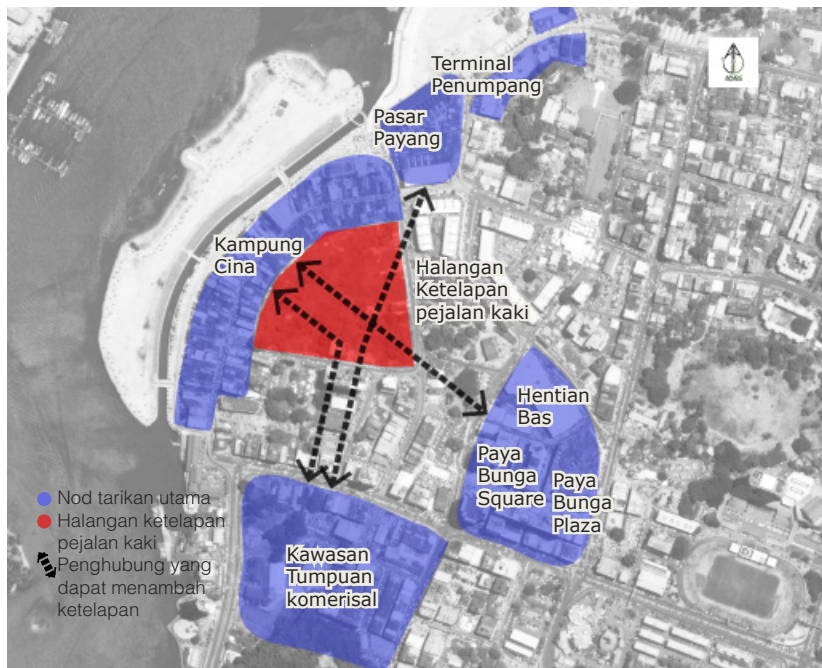 Terminal
Penumpang
Pasar
Payang
Kampung
Cina
Halangan
Ketelapan
pejalan kaki
Hentian
Bas
Paya
Bunga
Square
Paya
Bunga
Plaza
Kawasan
Tumpuan
komerisal
Nod tarikan utama
Halangan ketelapan
pejalan kaki
Penghubung yang
dapat menambah
ketelapan